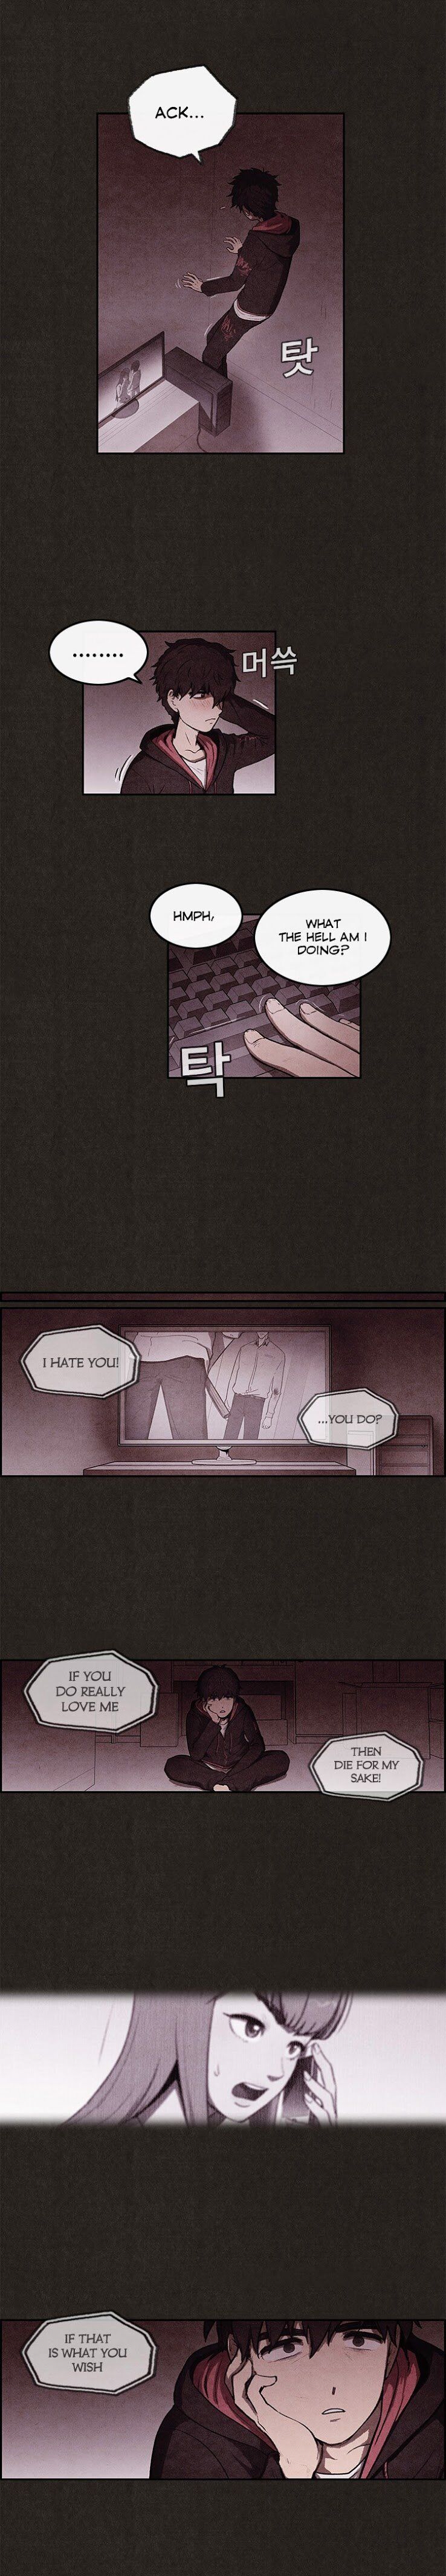 ACK...
탓
........
머쓱
HMPH,
WHAT
THE HELL AM I
DOING?
탁
I HATE YOU!
...YOU DO?
IF YOU
DO REALLY
LOVE ME
THEN
DIE FOR MY
SAKE!
IF THAT
IS WHAT YOU
WISH